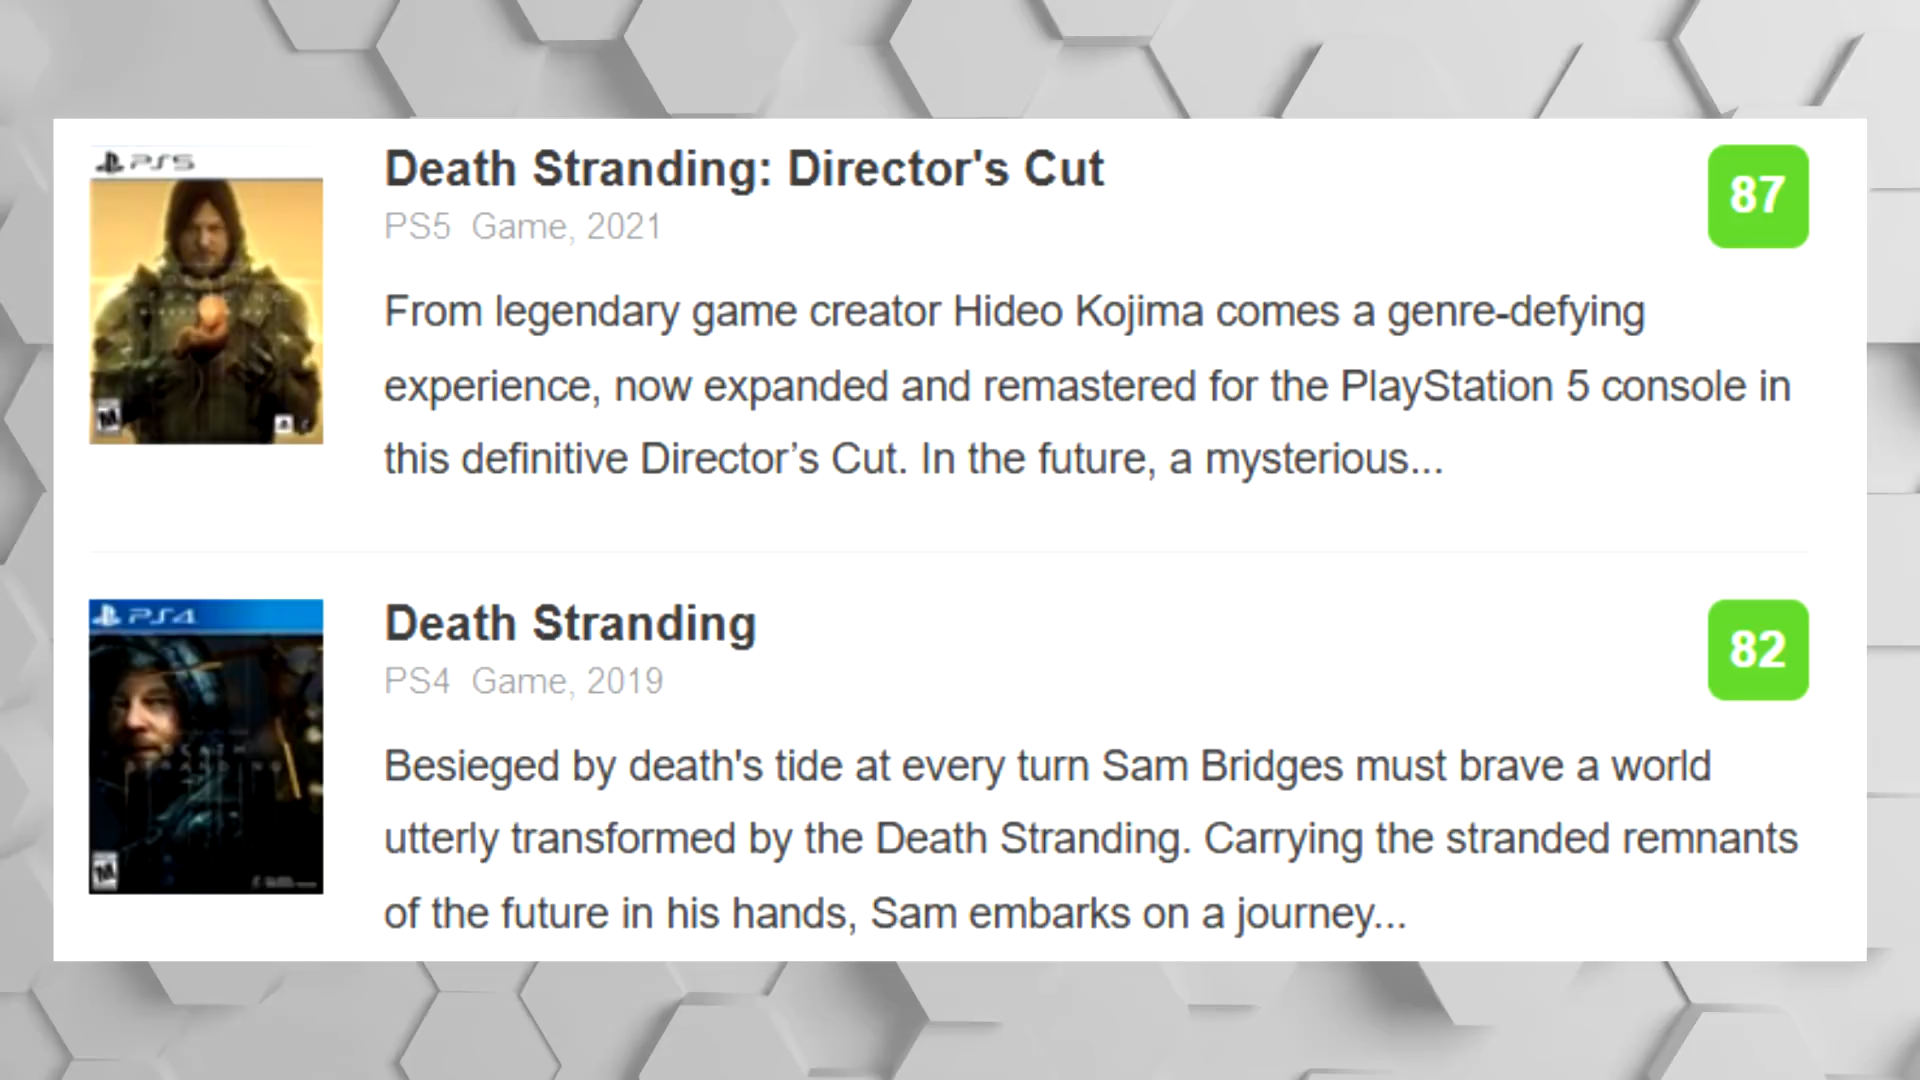 PS5
Death Stranding: Director's Cut
PS5 Game, 2021
87
From legendary game creator Hideo Kojima comes a genre-defying
experience, now expanded and remastered for the PlayStation 5 console in
this definitive Director’s Cut. In the future, a mysterious...
M
PS4
Death Stranding
PS4 Game, 2019
82
Besieged by death's tide at every turn Sam Bridges must brave a world
utterly transformed by the Death Stranding. Carrying the stranded remnants
of the future in his hands, Sam embarks on a journey...
DEATH
STRANDING
M